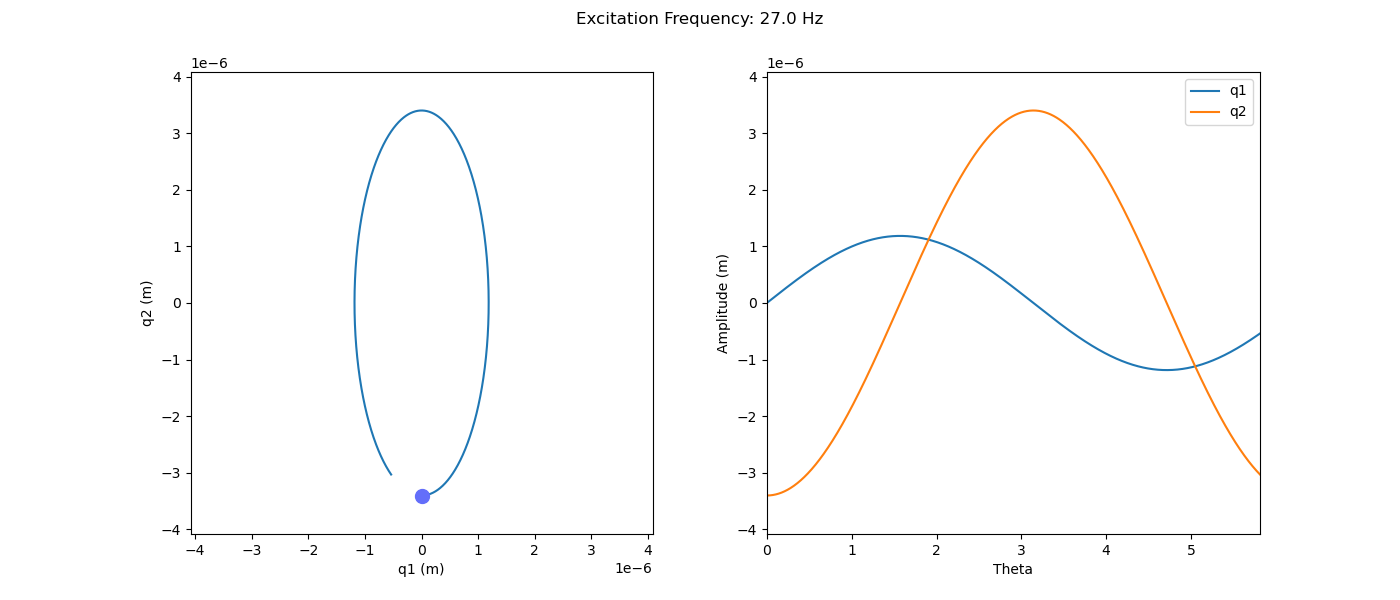 Excitation Frequency: 27.0 Hz
1e−6
4
3
2
1
0
−1
−2
−3
−4
q2 (m)
−4 −3 −2 −1 0 1 2 3 4
q1 (m)
1e−6
1e−6
4
3
2
1
0
−1
−2
−3
−4
Amplitude (m)
0 1 2 3 4 5
Theta
q1
q2